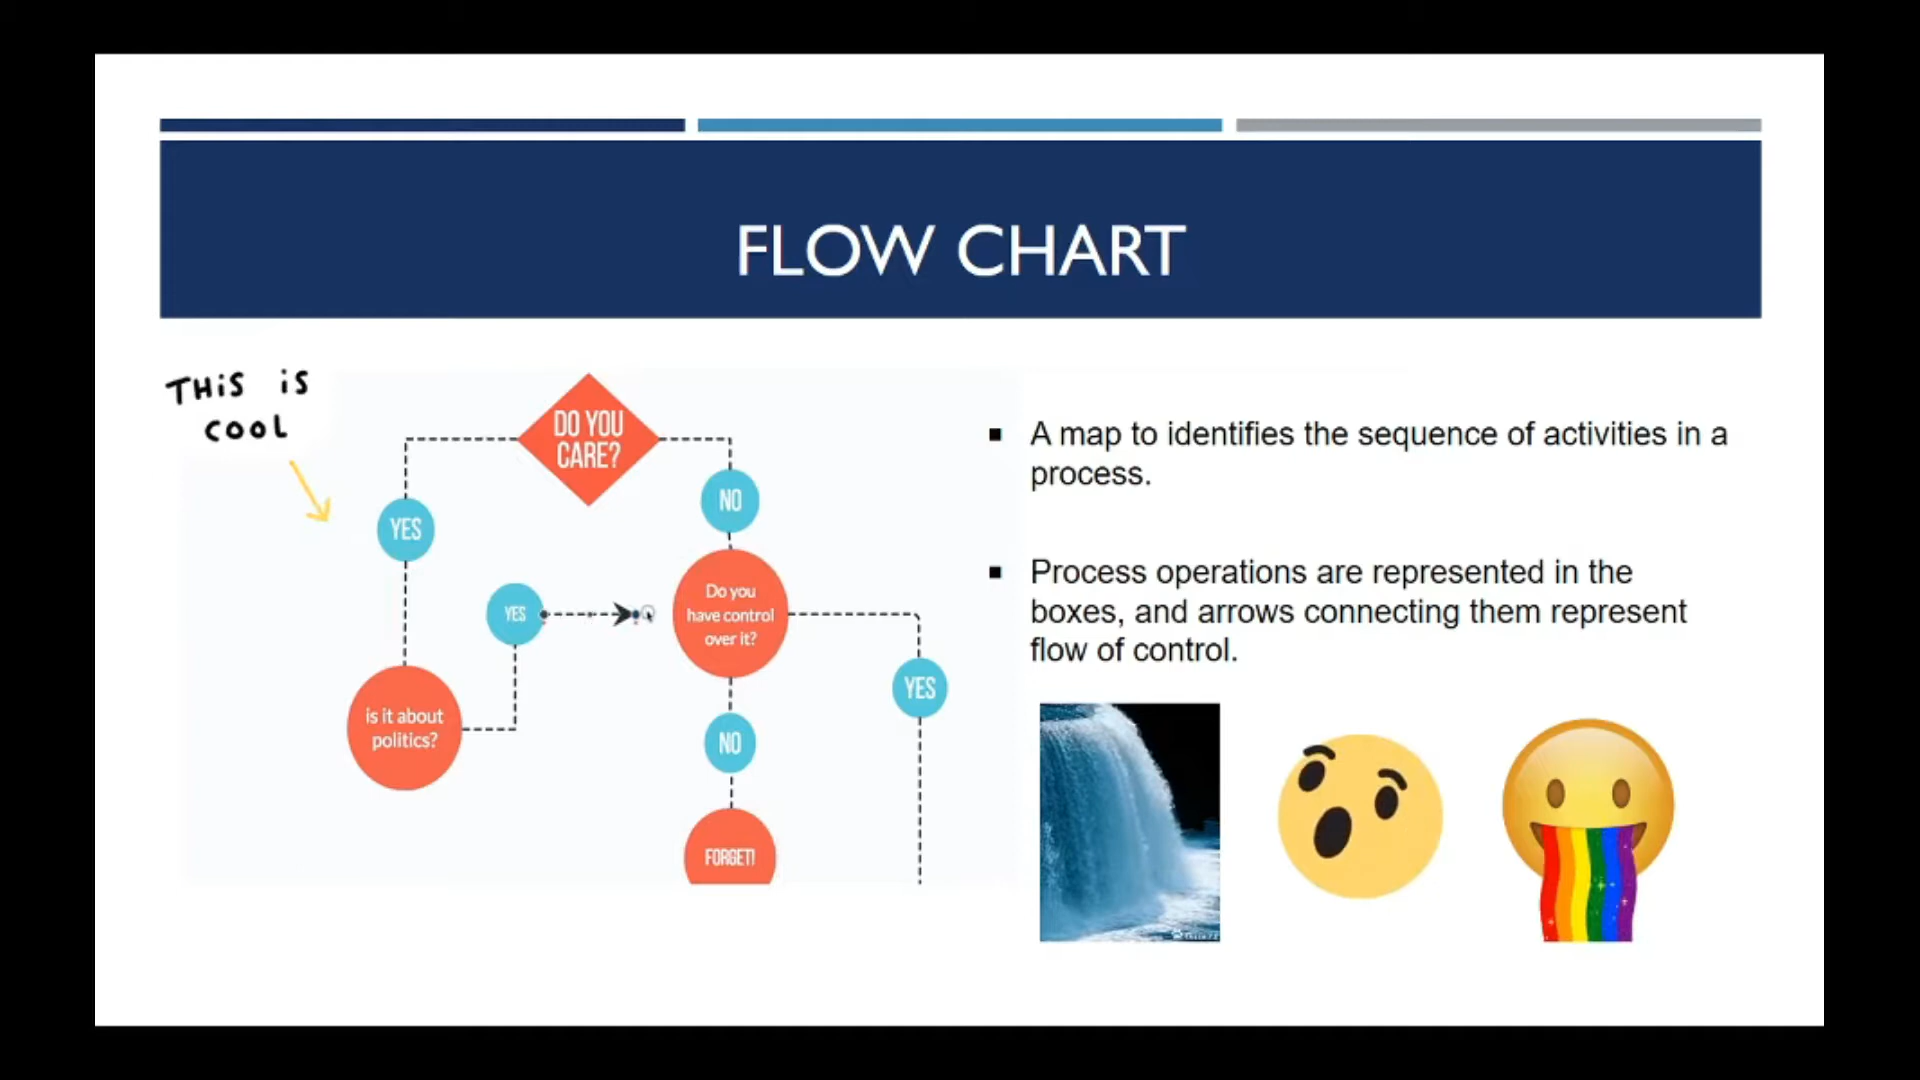 FLOW CHART
THiS iS
COOL
DO YOU
CARE?
YES
NO
YES
Do you
have control
over it?
YES
is it about
politics?
NO
FORGET!
A map to identifies the sequence of activities in a
process.
Process operations are represented in the
boxes, and arrows connecting them represent
flow of control.